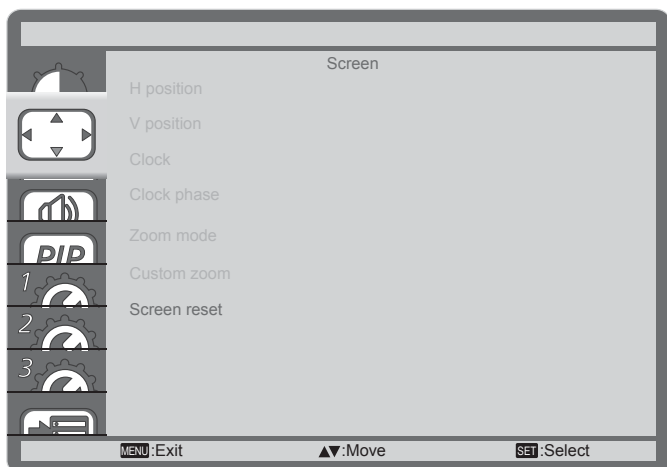 Screen
H position
V position
Clock
Clock phase
Zoom mode
Custom zoom
Screen reset
PIP
1
2
3
MENU:Exit ▲▼:Move SET:Select